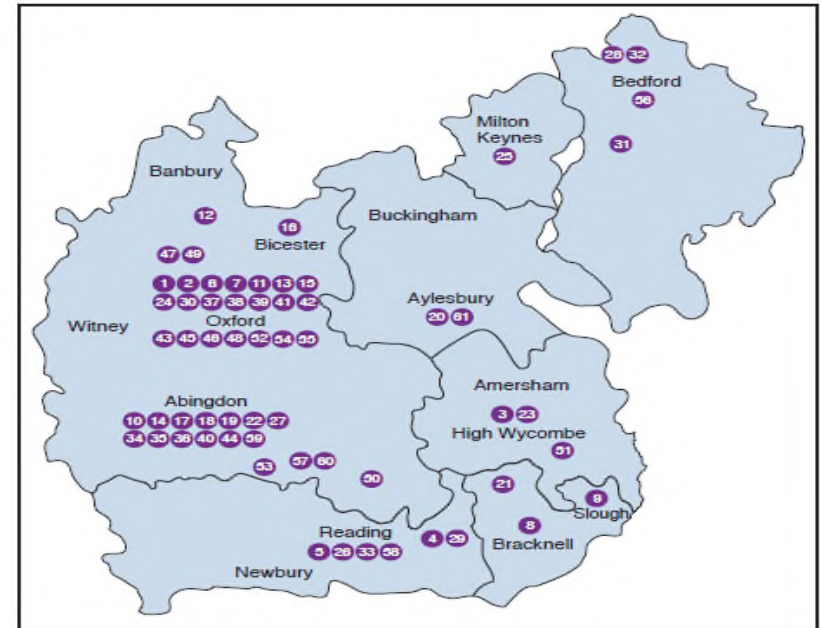 28 32
Bedford
56
Milton
Keynes
25
31
Banbury
12
16
Bicester
Buckingham
47 49
1 2 6 7 11 13 15
24 30 37 38 39 41 42
Oxford
Witney
43 45 46 48 52 54 55
Aylesbury
20 61
Amersham
3 23
High Wycombe
51
Abingdon
10 14 17 18 19 22 27
34 35 36 40 44 59
53
57 60
50
21
9
Slough
8
Bracknell
Reading
4 29
5 26 33 58
Newbury